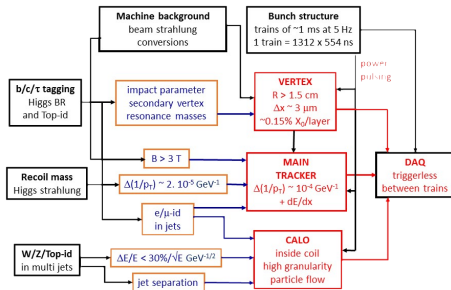 Machine background
beam strahlung
conversions
Bunch structure
trains of ~1 ms at 5 Hz
1 train = 1312 x 554 ns
power
pulsing
b/c/τ tagging
Higgs BR
and Top-id
impact parameter
secondary vertex
resonance masses
VERTEX
R > 1.5 cm
Δx ~ 3 μm
~0.15% X₀/layer
B > 3 T
MAIN
TRACKER
Δ(1/pT) ~ 10⁻⁴ GeV⁻¹
+ dE/dx
DAQ
triggerless
between trains
Recoil mass
Higgs strahlung
Δ(1/pT) ~ 2. 10⁻⁵ GeV⁻¹
e/μ-id
in jets
W/Z/Top-id
in multi jets
ΔE/E < 30%/√E GeV⁻¹/²
jet separation
CALO
inside coil
high granularity
particle flow